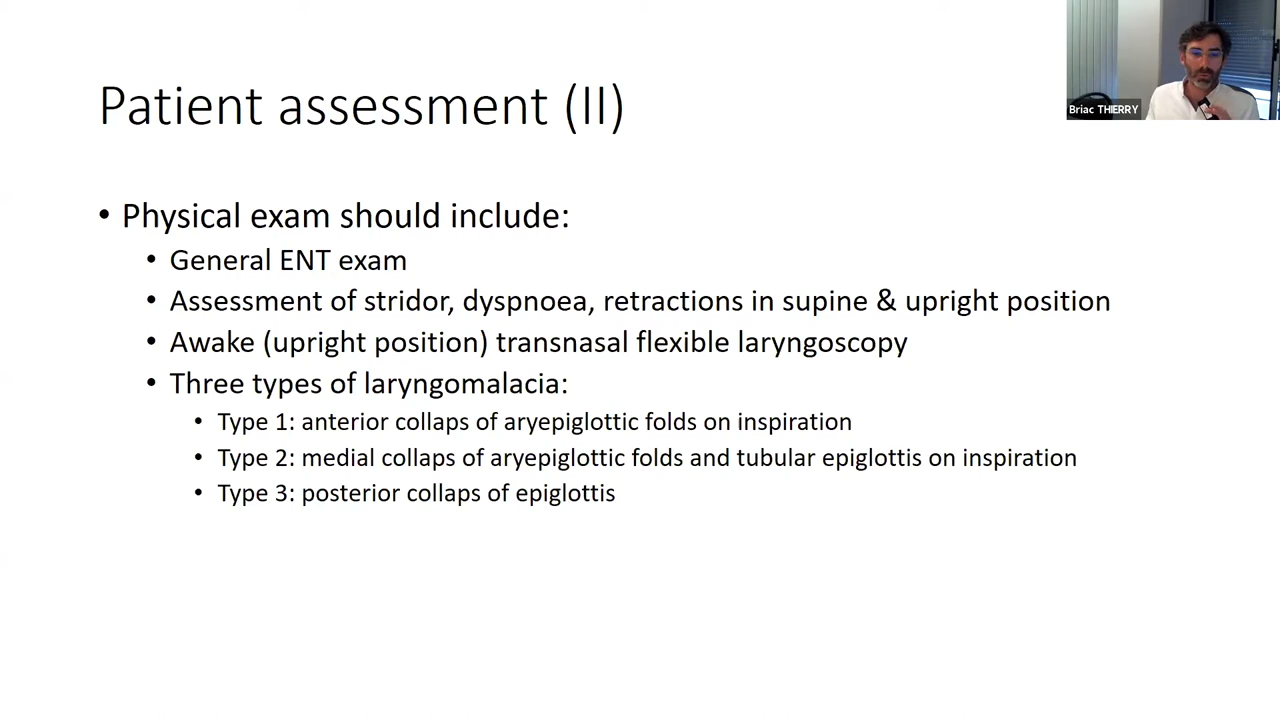 Patient assessment (II)
Briac THIERRY
• Physical exam should include:
• General ENT exam
• Assessment of stridor, dyspnoea, retractions in supine & upright position
• Awake (upright position) transnasal flexible laryngoscopy
• Three types of laryngomalacia:
• Type 1: anterior collaps of aryepiglottic folds on inspiration
• Type 2: medial collaps of aryepiglottic folds and tubular epiglottis on inspiration
• Type 3: posterior collaps of epiglottis